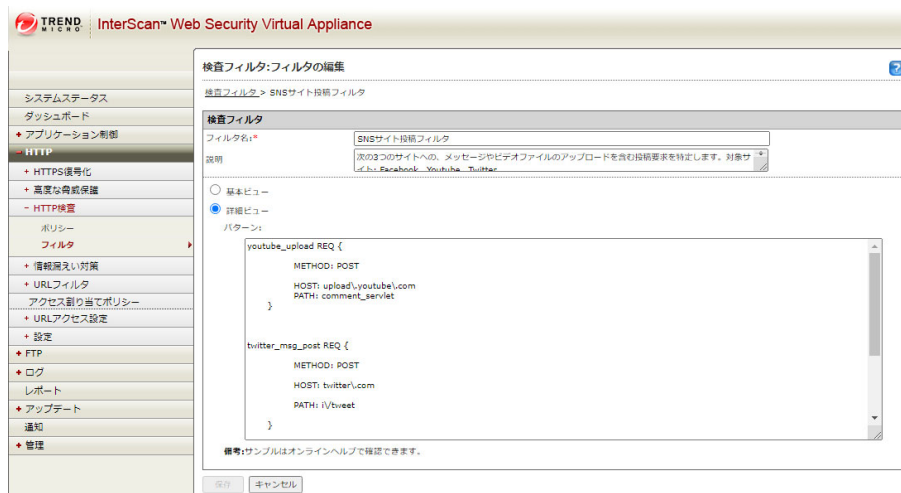 TREND MICRO InterScan™ Web Security Virtual Appliance
検査フィルタ:フィルタの編集
?
検査フィルタ > SNSサイト投稿フィルタ
システムステータス
ダッシュボード
+ アプリケーション制御
- HTTP
+ HTTPS復号化
+ 高度な脅威保護
- HTTP検査
ポリシー
フィルタ
+ 情報漏えい対策
+ URLフィルタ
アクセス割り当てポリシー
+ URLアクセス設定
+ 設定
+ FTP
+ ログ
レポート
+ アップデート
通知
+ 管理
検査フィルタ
フィルタ名:* SNSサイト投稿フィルタ
説明 次の3つのサイトへの、メッセージやビデオファイルのアップロードを含む投稿要求を特定します。対象サ
イト: Facebook、Youtube、Twitter
基本ビュー
詳細ビュー
パターン:
youtube_upload REQ {
METHOD: POST
HOST: upload\.youtube\.com
PATH: comment_servlet
}
twitter_msg_post REQ {
METHOD: POST
HOST: twitter\.com
PATH: i\/tweet
}
備考:サンプルはオンラインヘルプで確認できます。
保存 キャンセル